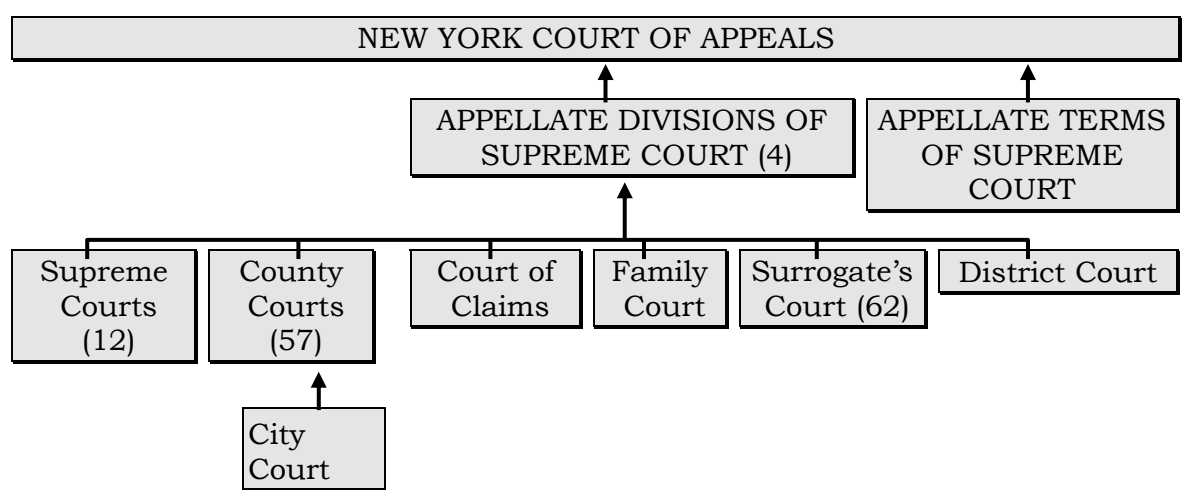 NEW YORK COURT OF APPEALS
APPELLATE DIVISIONS OF
SUPREME COURT (4)
APPELLATE TERMS
OF SUPREME
COURT
Supreme
Courts
(12)
County
Courts
(57)
Court of
Claims
Family
Court
Surrogate's
Court (62)
District Court
City
Court